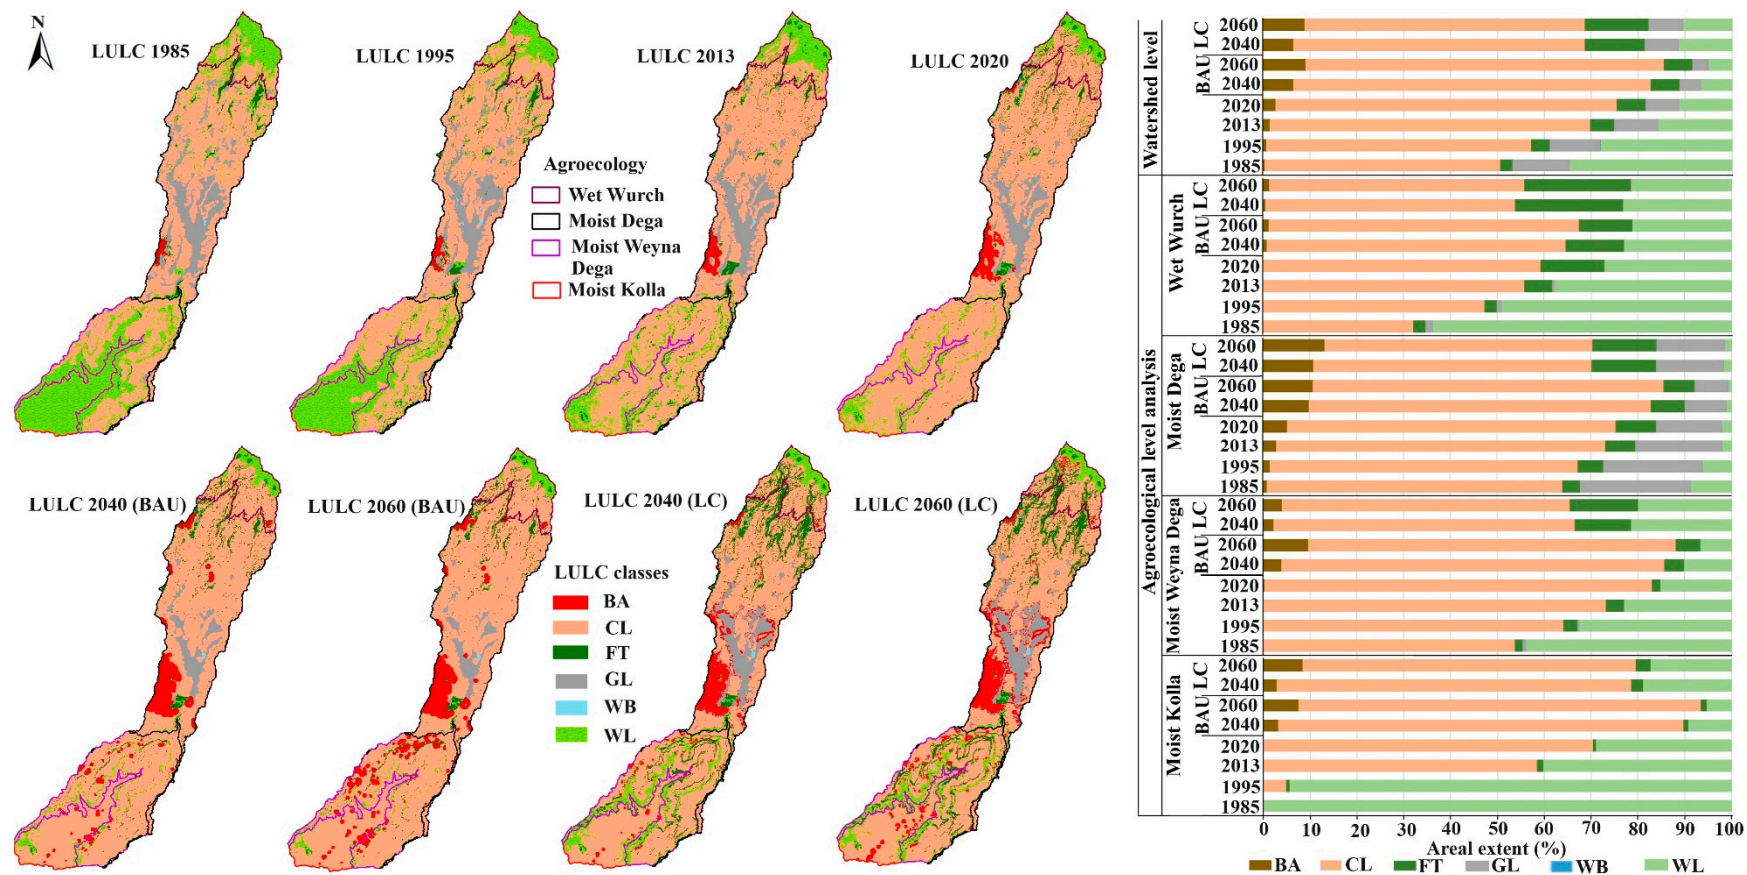 N
LULC 1985
LULC 1995
LULC 2013
LULC 2020
Agroecology
Wet Wurch
Moist Dega
Moist Weyna
Dega
Moist Kolla
LULC 2040 (BAU)
LULC 2060 (BAU)
LULC 2040 (LC)
LULC 2060 (LC)
LULC classes
BA
CL
FT
GL
WB
WL
Watershed level
LC
2060
2040
BAU
2060
2040
2020
2013
1995
1985
Agroecological level analysis
Wet Wurch
LC
2060
2040
BAU
2060
2040
2020
2013
1995
1985
Moist Dega
LC
2060
2040
BAU
2060
2040
2020
2013
1995
1985
Moist Weyna Dega
LC
2060
2040
BAU
2060
2040
2020
2013
1995
1985
Moist Kolla
LC
2060
2040
BAU
2060
2040
2020
2013
1995
1985
0 10 20 30 40 50 60 70 80 90 100
Areal extent (%)
BA CL FT GL WB WL